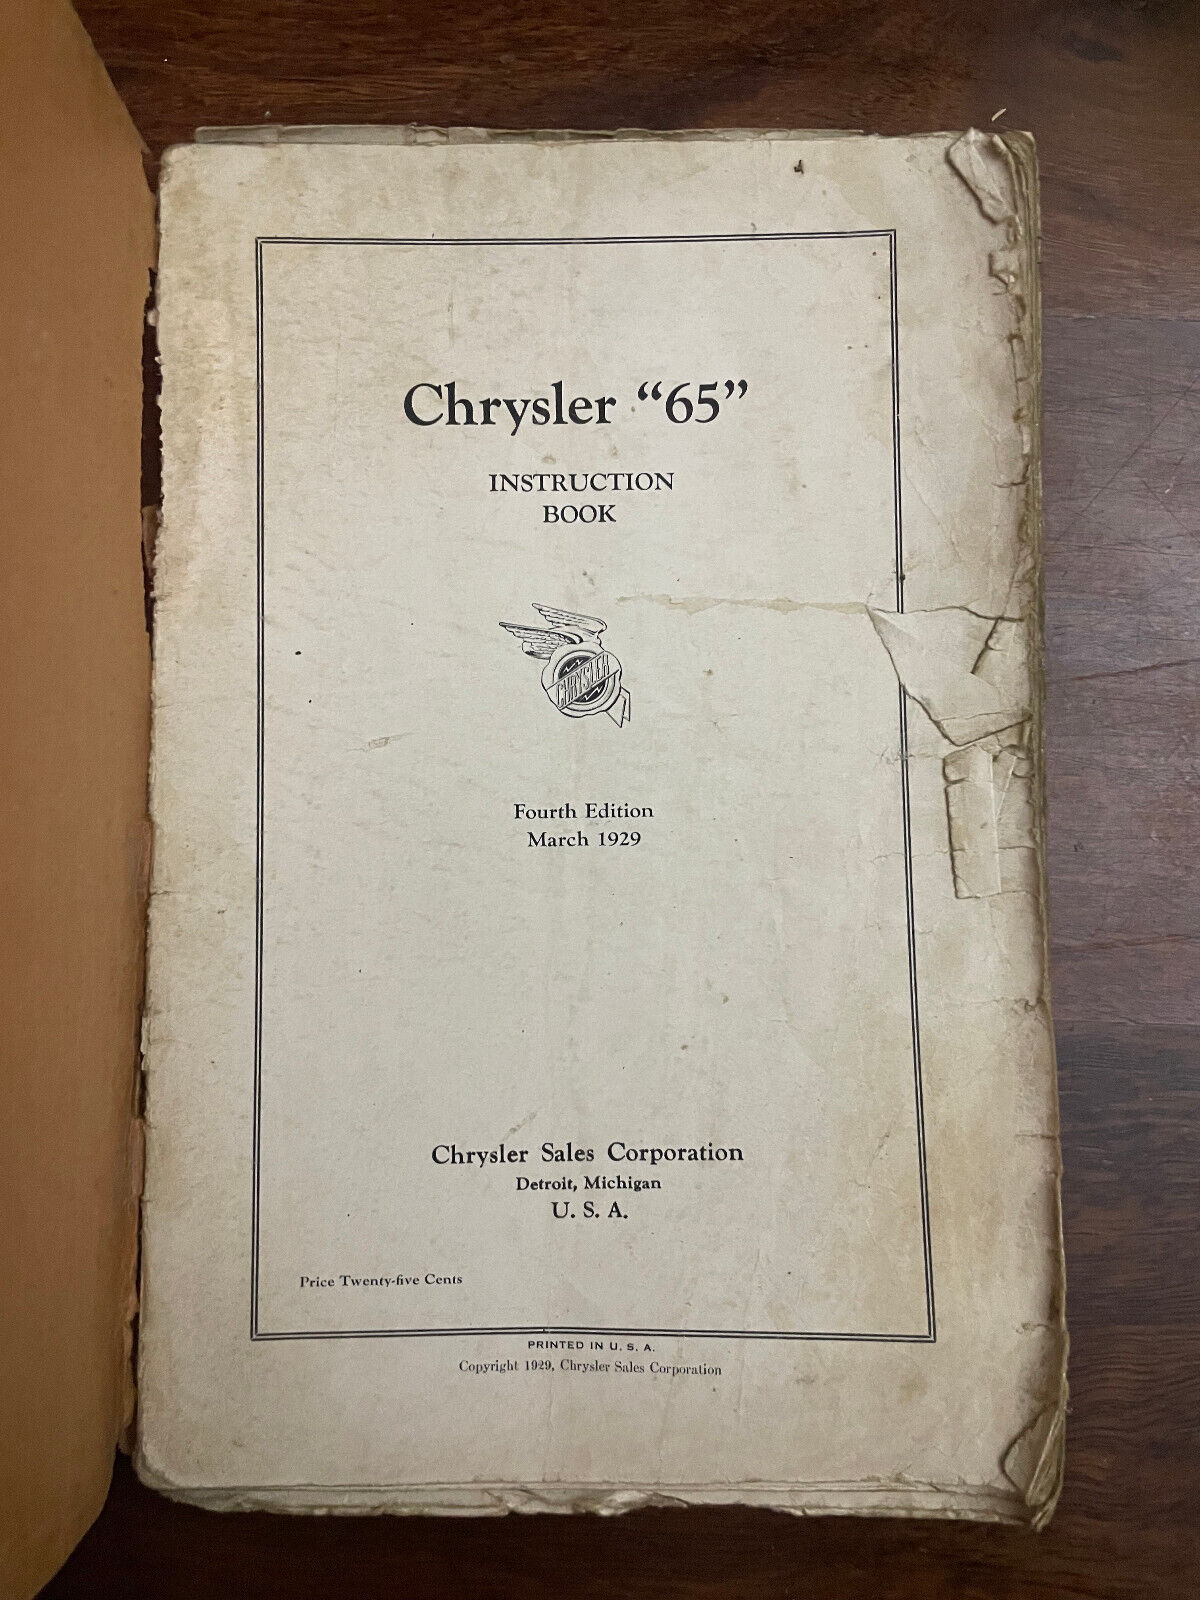 Chrysler “65”
INSTRUCTION
BOOK
CHRYSLER
Fourth Edition
March 1929
Chrysler Sales Corporation
Detroit, Michigan
U. S. A.
Price Twenty-five Cents
PRINTED IN U. S. A.
Copyright 1929, Chrysler Sales Corporation